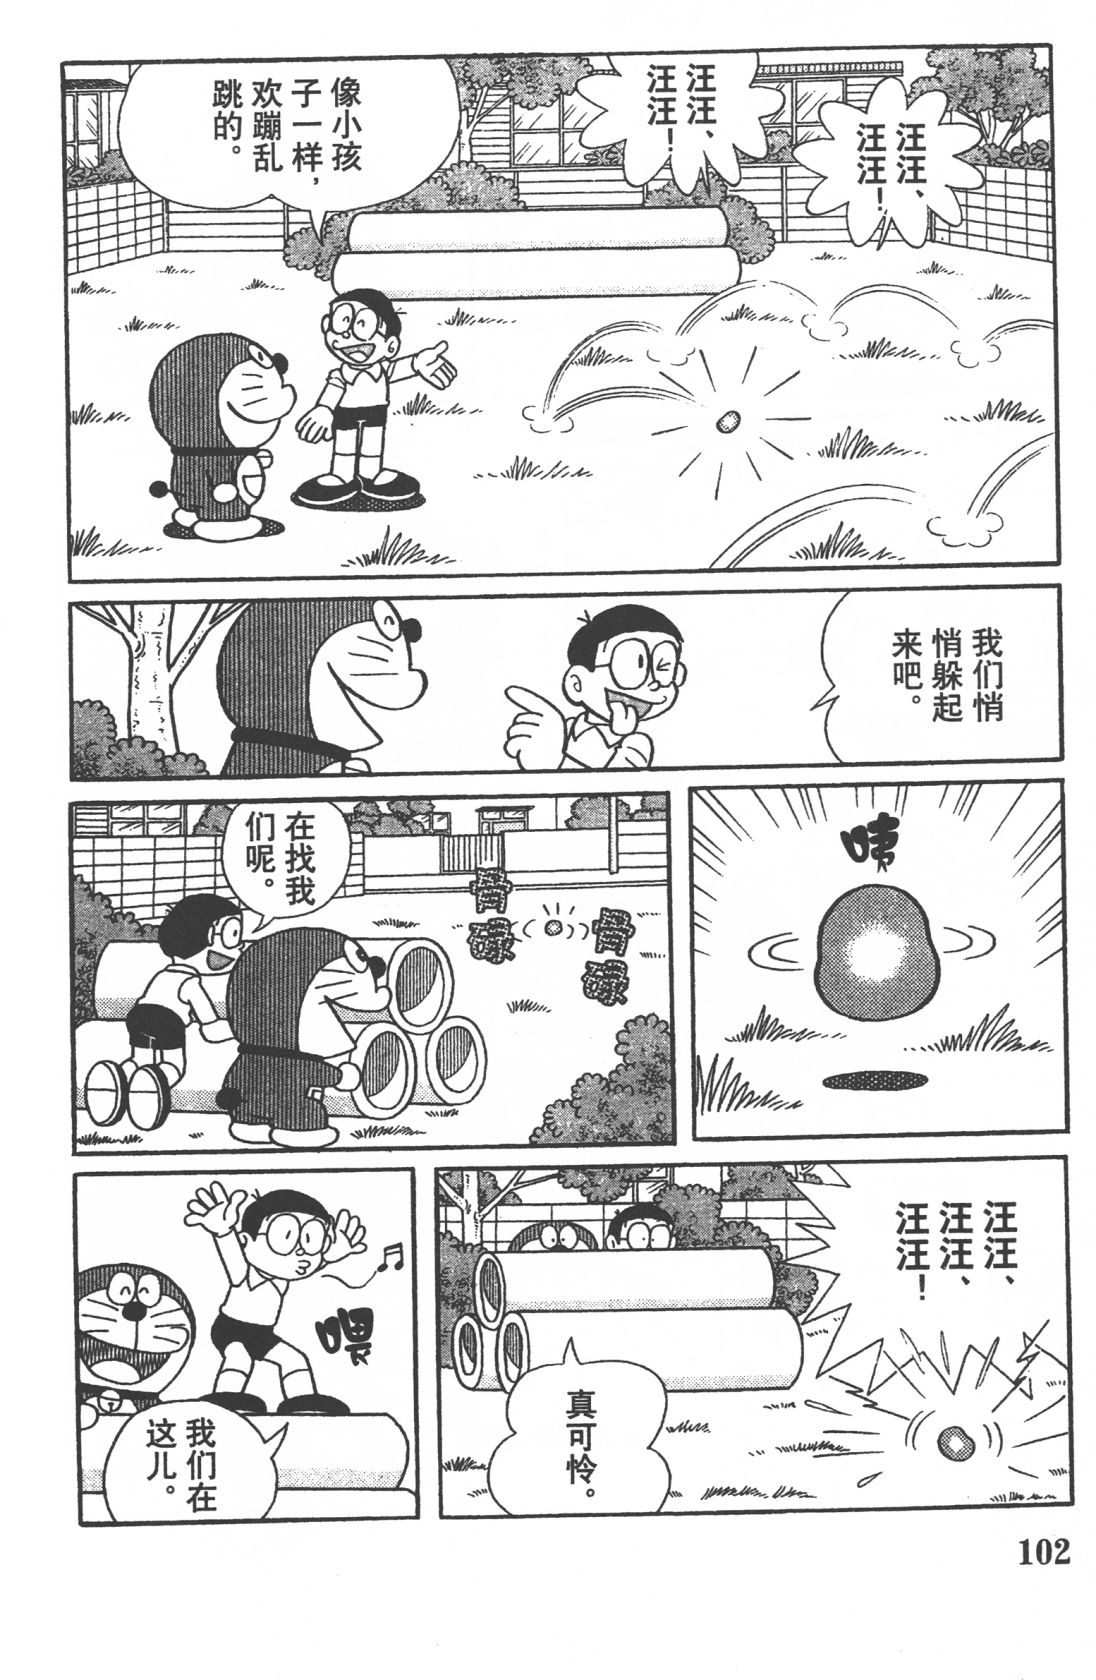 汪汪、
汪汪！
汪汪、
汪汪！
像小孩
子一样，
欢蹦乱
跳的。
我们悄
悄躲起
来吧。
咦
骨碌
骨碌
在找我
们呢。
汪汪、
汪汪、
汪汪！
真可怜。
喂
我们在
这儿。
102